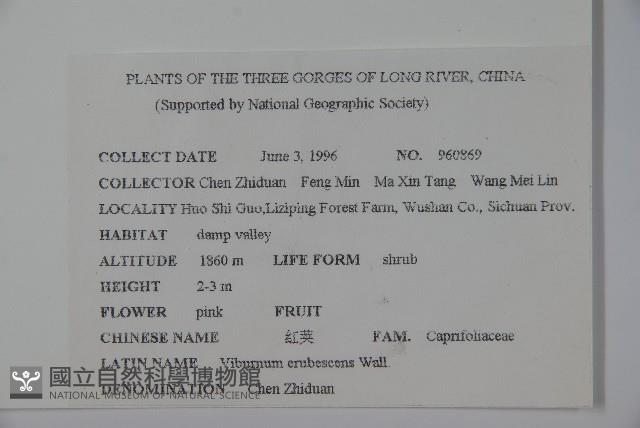 PLANTS OF THE THREE GORGES OF LONG RIVER, CHINA
(Supported by National Geographic Society)
COLLECT DATE June 3, 1996 NO. 960869
COLLECTOR Chen Zhiduan Feng Min Ma Xin Tang Wang Mei Lin
LOCALITY Huo Shi Guo,Liziping Forest Farm, Wushan Co., Sichuan Prov.
HABITAT damp valley
ALTITUDE 1860 m LIFE FORM shrub
HEIGHT 2-3 m
FLOWER pink FRUIT
CHINESE NAME 红荚 FAM. Caprifoliaceae
LATIN NAME Viburnum erubescens Wall.
DENOMINATION Chen Zhiduan
國立自然科學博物館
NATIONAL MUSEUM OF NATURAL SCIENCE